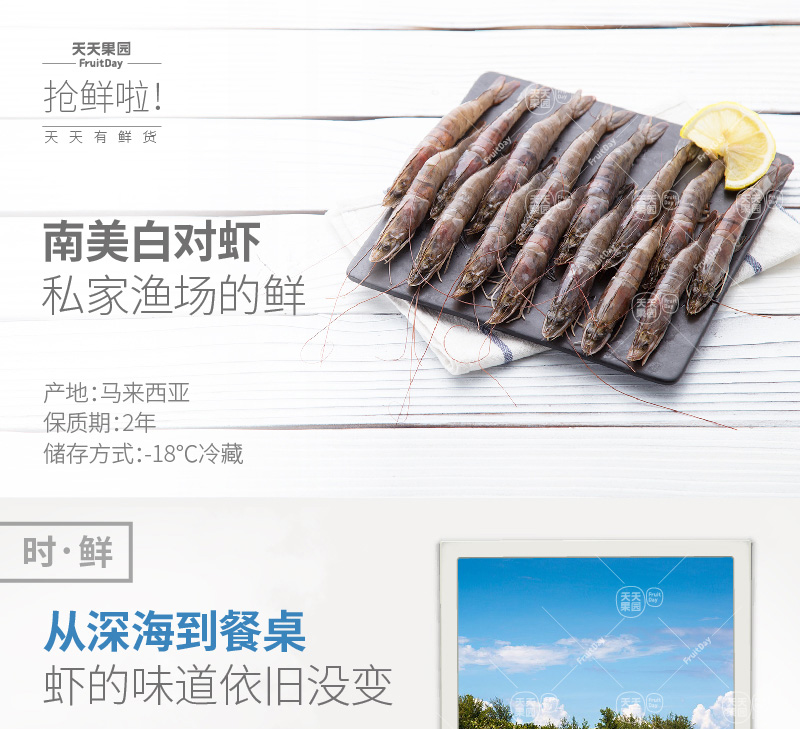 天天果园
FruitDay
抢鲜啦!
天天有鲜货
南美白对虾
私家渔场的鲜
产地:马来西亚
保质期:2年
储存方式:-18℃冷藏
时·鲜
从深海到餐桌
虾的味道依旧没变